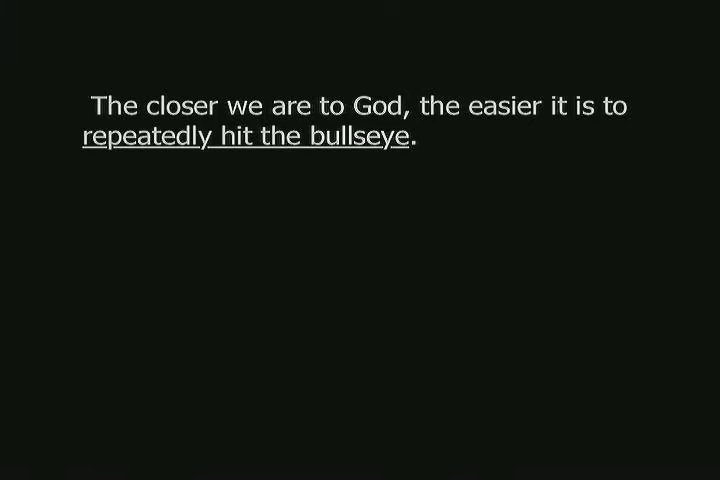 The closer we are to God, the easier it is to
repeatedly hit the bullseye.